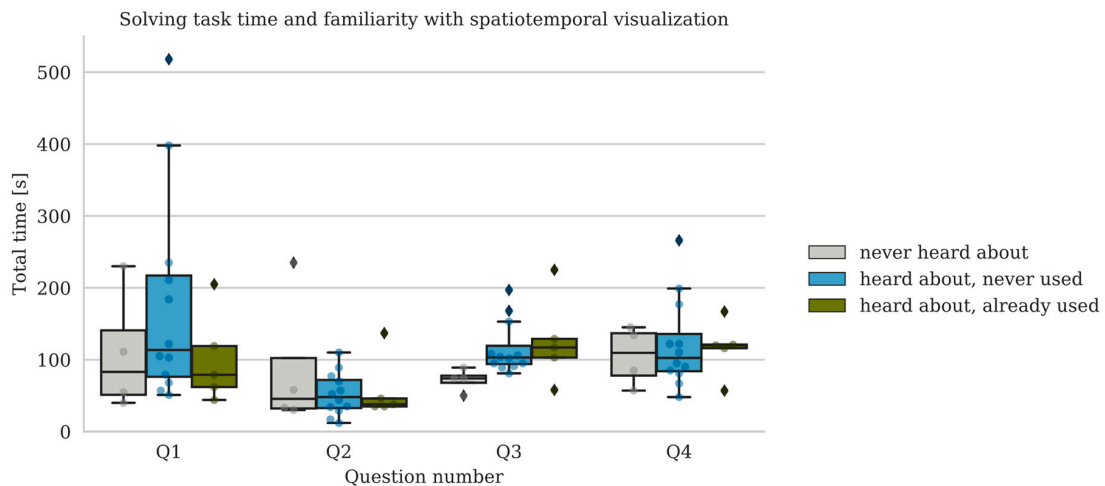 Solving task time and familiarity with spatiotemporal visualization
Total time [s]
500
400
300
200
100
0
Q1 Q2 Q3 Q4
Question number
never heard about
heard about, never used
heard about, already used